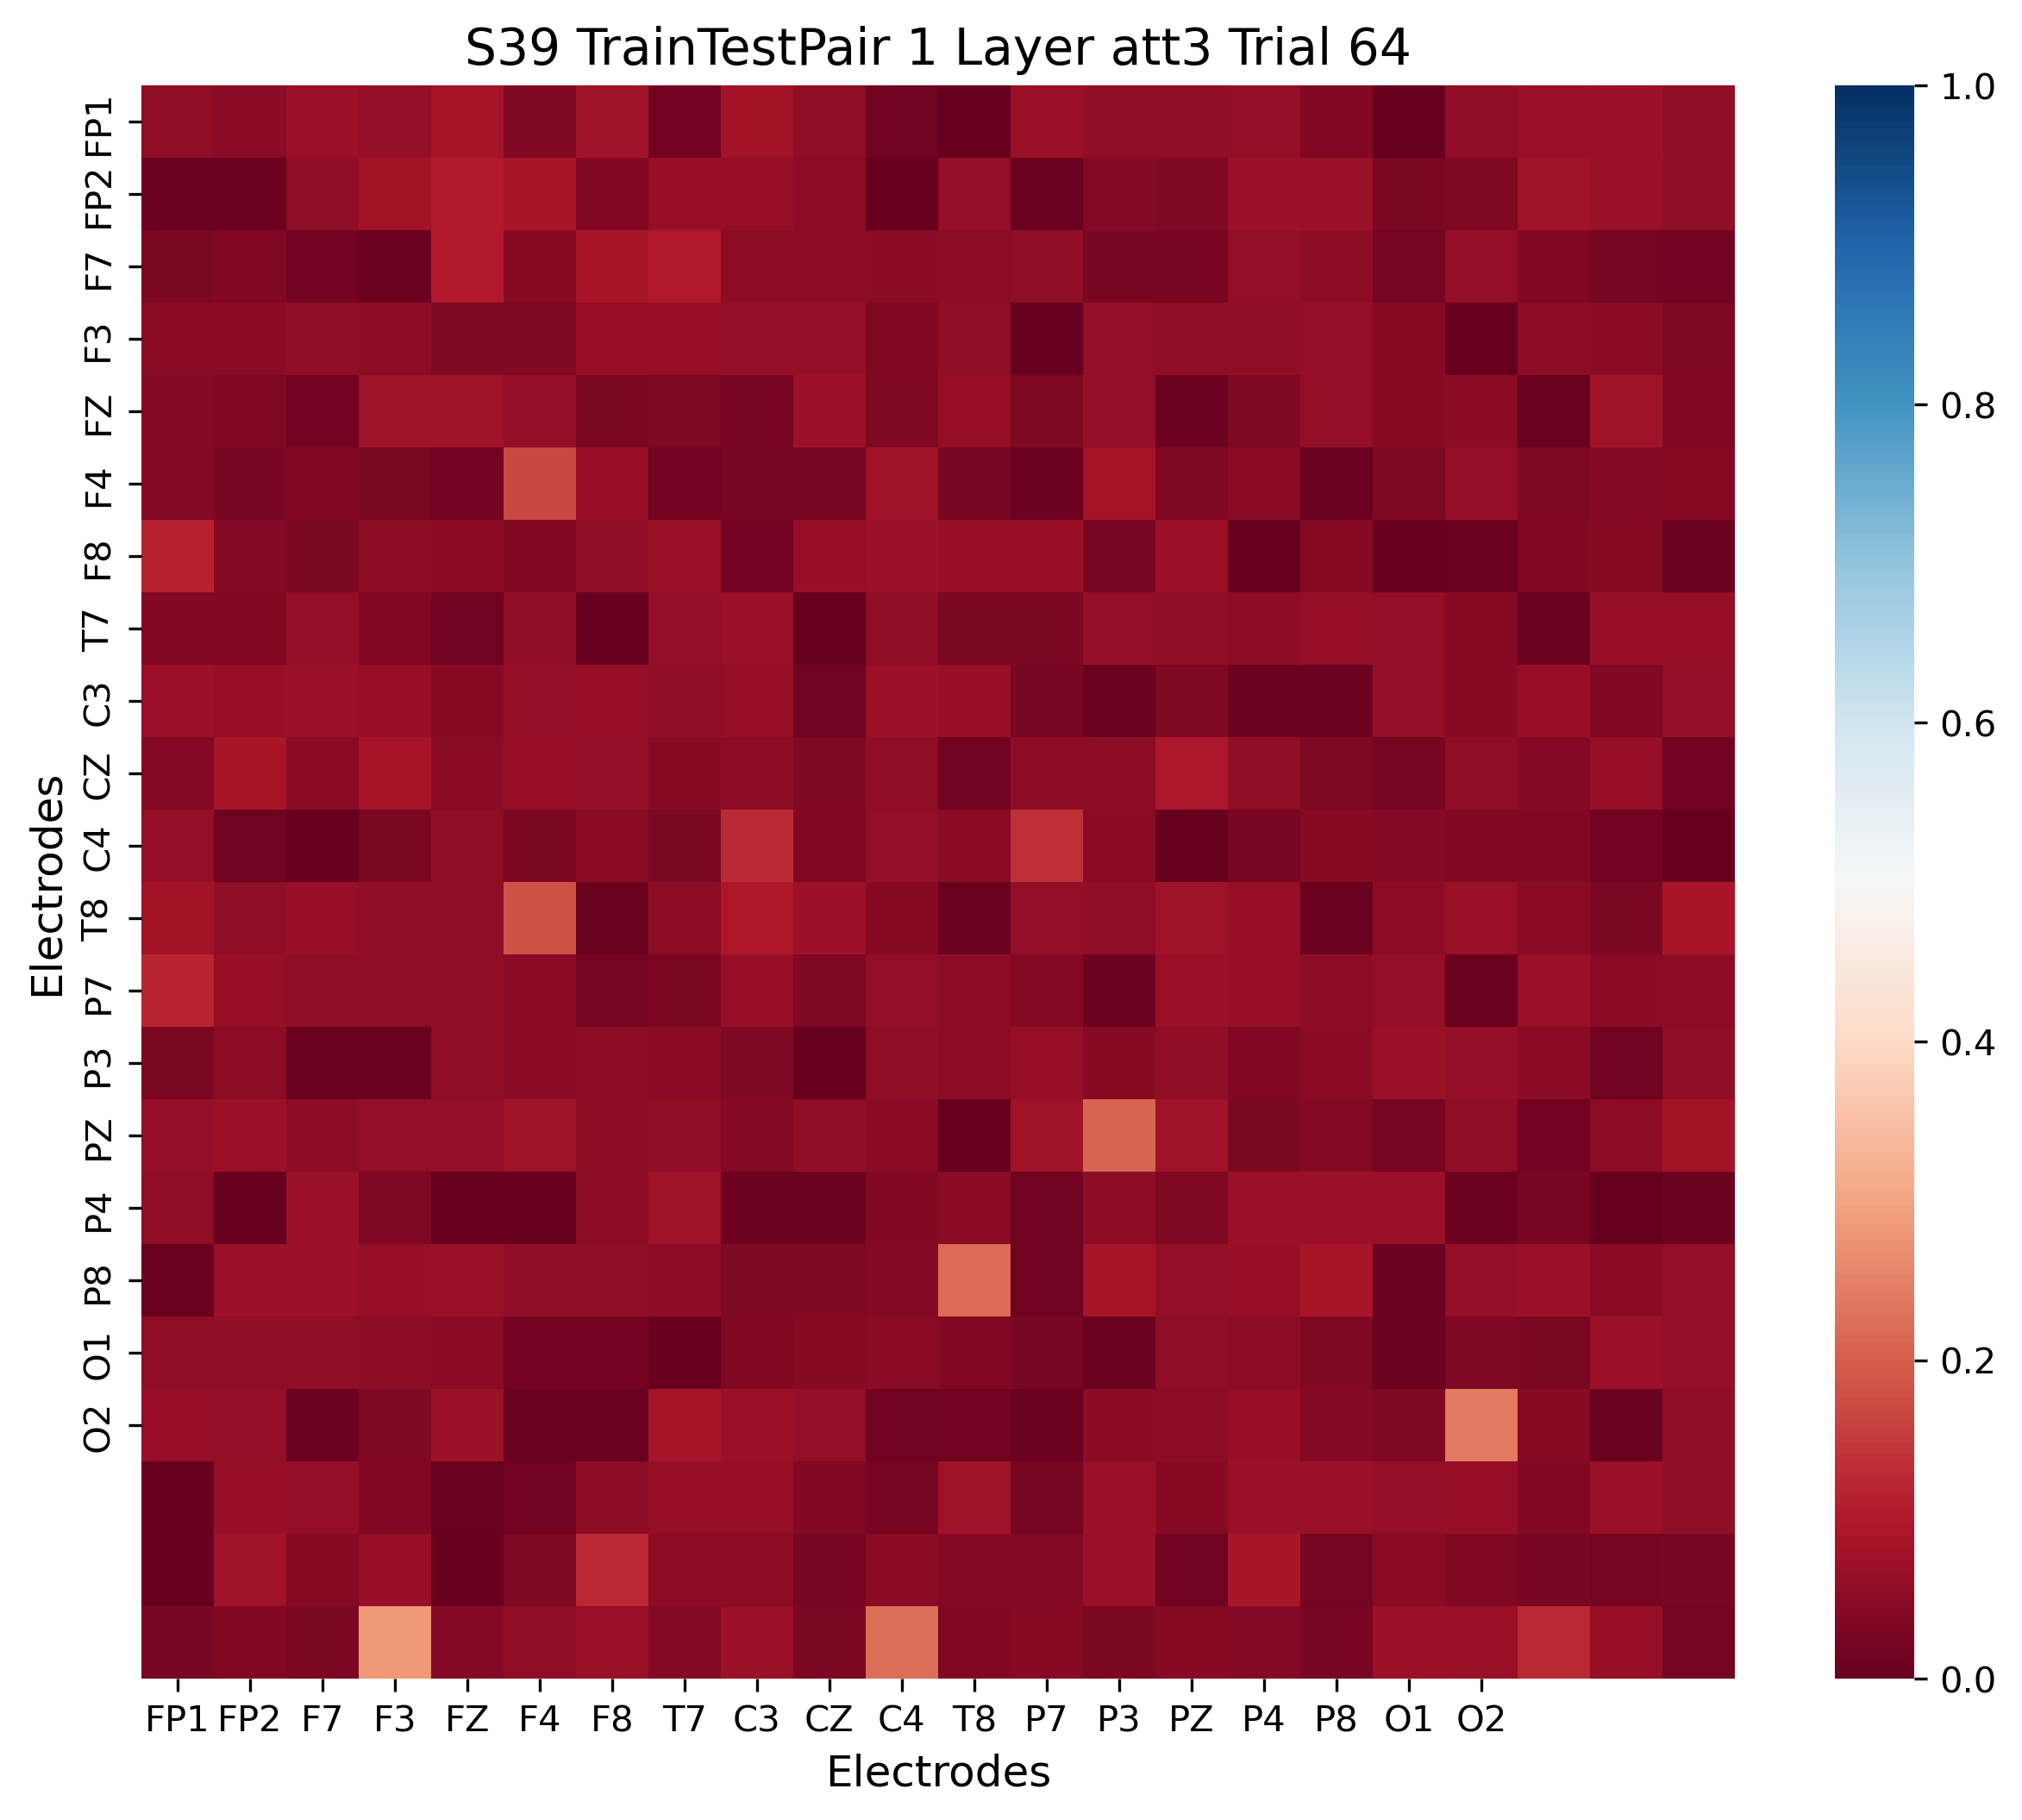 S39 TrainTestPair 1 Layer att3 Trial 64
Electrodes
FP1
FP2
F7
F3
FZ
F4
F8
T7
C3
CZ
C4
T8
P7
P3
PZ
P4
P8
O1
O2
FP1 FP2 F7 F3 FZ F4 F8 T7 C3 CZ C4 T8 P7 P3 PZ P4 P8 O1 O2
Electrodes
1.0
0.8
0.6
0.4
0.2
0.0